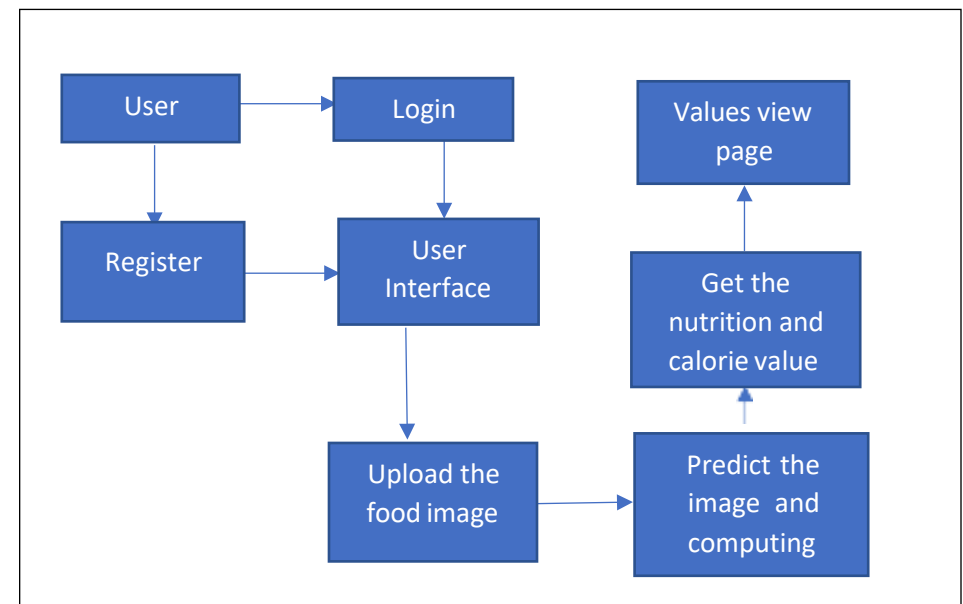 User
Login
Register
User
Interface
Upload the
food image
Predict the
image and
computing
Get the
nutrition and
calorie value
Values view
page